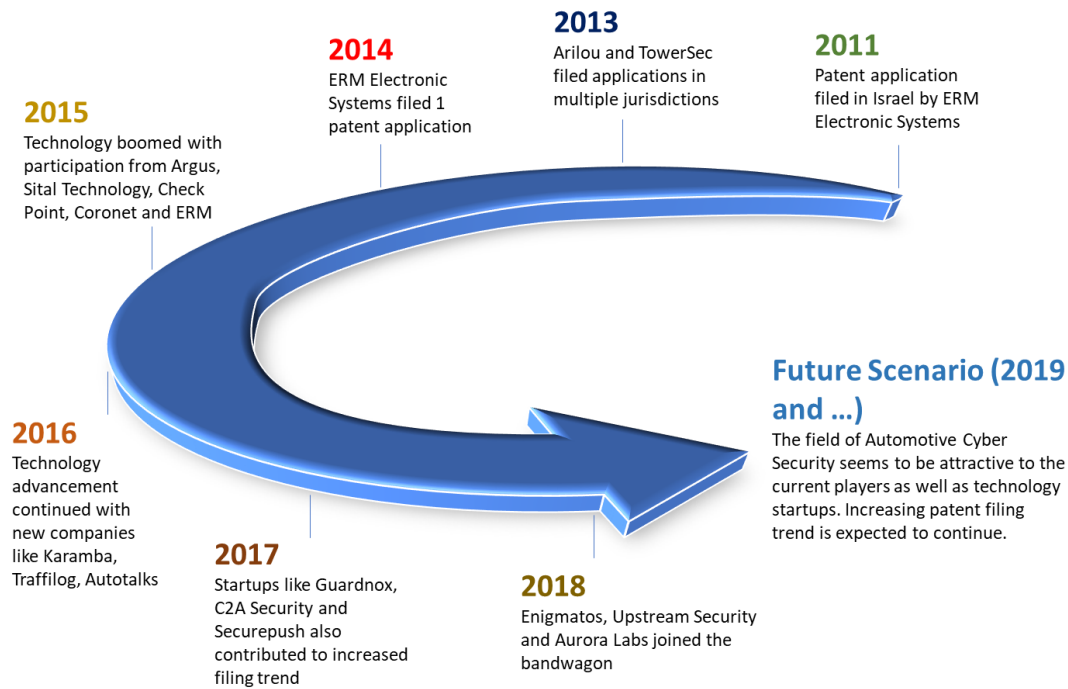 2011
Patent application
filed in Israel by ERM
Electronic Systems
2013
Arilou and TowerSec
filed applications in
multiple jurisdictions
2014
ERM Electronic
Systems filed 1
patent application
2015
Technology boomed with
participation from Argus,
Sital Technology, Check
Point, Coronet and ERM
2016
Technology
advancement
continued with
new companies
like Karamba,
Traffilog, Autotalks
2017
Startups like Guardnox,
C2A Security and
Securepush also
contributed to increased
filing trend
2018
Enigmatos, Upstream Security
and Aurora Labs joined the
bandwagon
Future Scenario (2019
and ...)
The field of Automotive Cyber
Security seems to be attractive to the
current players as well as technology
startups. Increasing patent filing
trend is expected to continue.